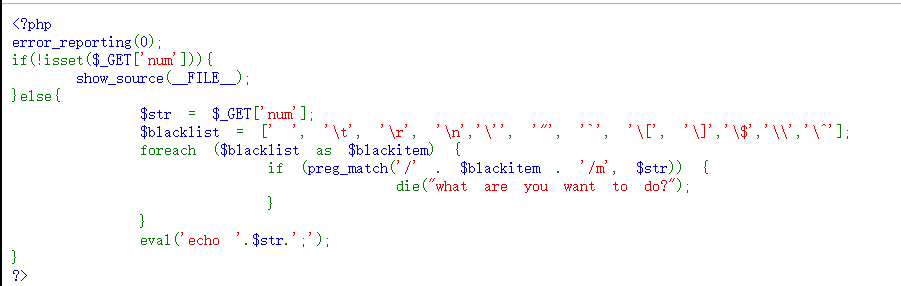 <?php
error_reporting(0);
if(!isset($_GET['num'])){
        show_source(__FILE__);
}else{
                $str = $_GET['num'];
                $blacklist = [' ', '\t', '\r', '\n','\'', '"', '`', '\[', '\]','\$','\\','\^'];
                foreach ($blacklist as $blackitem) {
                                if (preg_match('/' . $blackitem . '/m', $str)) {
                                                die("what are you want to do?");
                                }
                }
                eval('echo '.$str.';');
}
?>